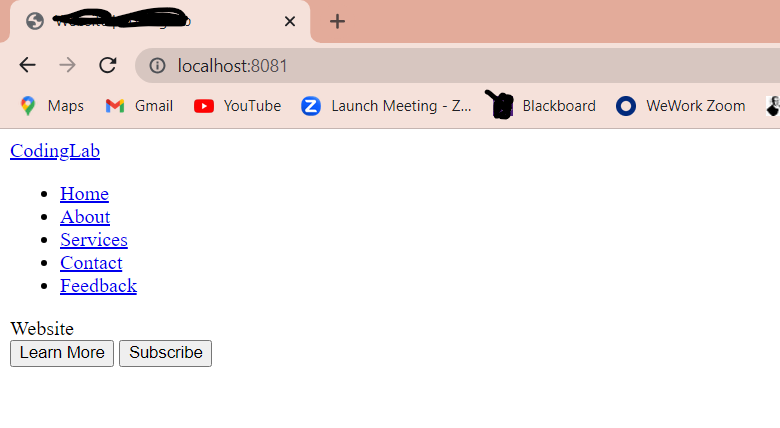 localhost:8081
Maps Gmail YouTube Launch Meeting - Z... Blackboard WeWork Zoom
CodingLab
Home
About
Services
Contact
Feedback
Website
Learn More Subscribe